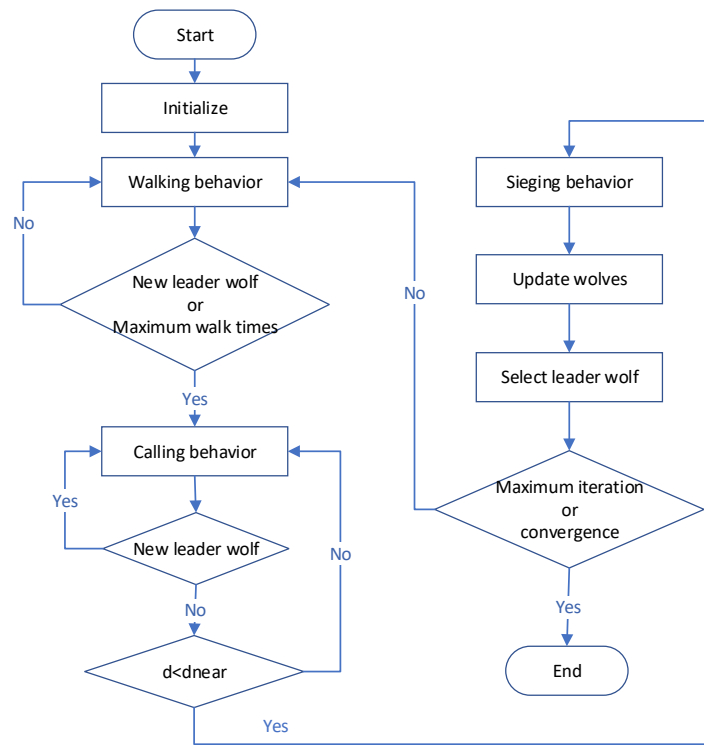 Start
Initialize
Walking behavior
No
New leader wolf
or
Maximum walk times
Yes
Calling behavior
Yes
New leader wolf
No
No
d<dnear
Yes
Sieging behavior
Update wolves
No
Select leader wolf
Maximum iteration
or
convergence
Yes
End